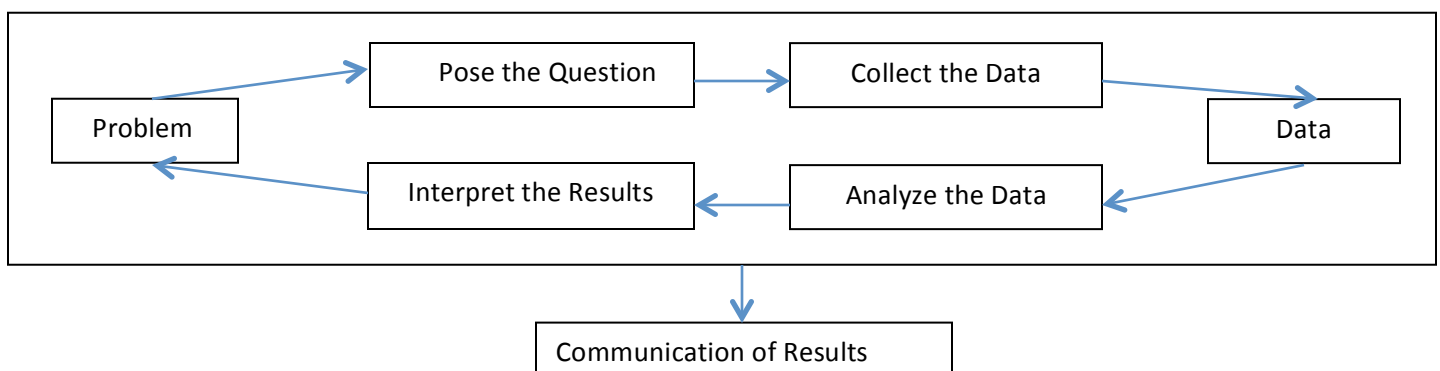 Pose the Question
Collect the Data
Problem
Data
Interpret the Results
Analyze the Data
Communication of Results